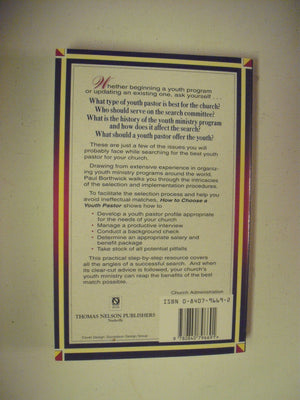 Whether beginning a youth program
or updating an existing one, ask yourself . . .
What type of youth pastor is best for the church?
Who should serve on the search committee?
What is the history of the youth ministry program
and how does it affect the search?
What should a youth pastor offer the youth?
These are just a few of the issues you will
probably face while searching for the best youth
pastor for your church.
Drawing from extensive experience in organiz-
ing youth ministry programs around the world,
Paul Borthwick walks you through the intricacies
of the selection and implementation procedures.
To facilitate the selection process and help you
avoid ineffectual matches, How to Choose a
Youth Pastor shows how to
• Develop a youth pastor profile appropriate
for the needs of your church
• Manage a productive interview
• Conduct a background check
• Determine an appropriate salary and
benefit package
• Take stock of all potential pitfalls
This practical step-by-step resource covers
all the angles of a successful search. And when
its clear-cut advice is followed, your church's
youth ministry can reap the benefits of the best
match possible.
Church Administration
ISBN 0-8407-9669-2
N
THOMAS NELSON PUBLISHERS
Nashville
9 780840 796691
Cover Design: Susquatan Design Group